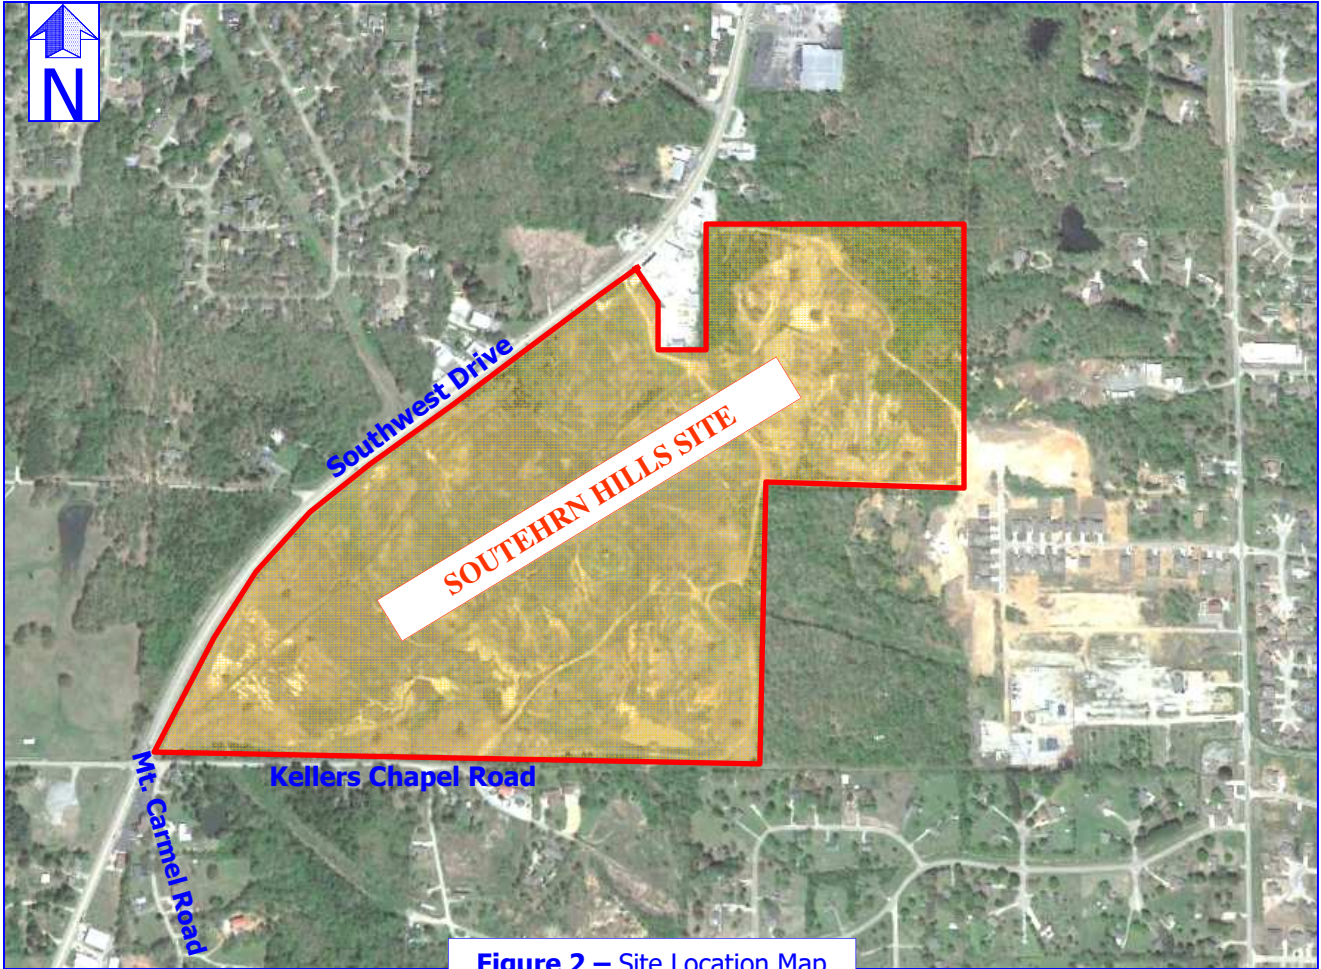 N
Southwest Drive
SOUTEHRN HILLS SITE
Kellers Chapel Road
Mt. Carmel Road
Figure 2 – Site Location Map